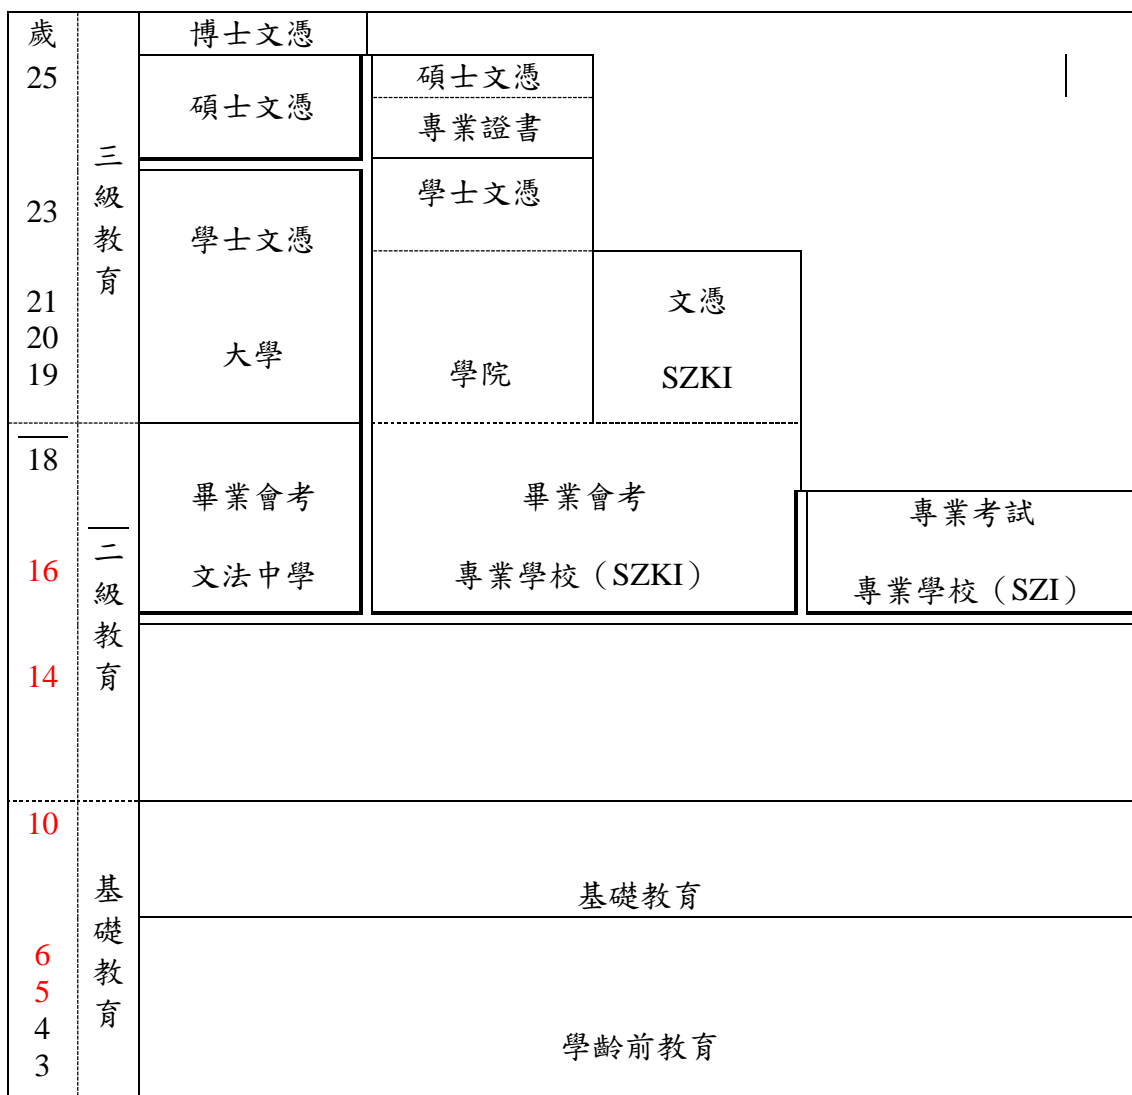 歲
博士文憑
25
碩士文憑
碩士文憑
專業證書
三級教育
學士文憑
23
學士文憑
21
文憑
20
大學
19
學院
SZKI
18
畢業會考
畢業會考
專業考試
二級教育
16
文法中學
專業學校（SZKI）
專業學校（SZI）
14
10
基礎教育
基礎教育
6
5
4
學齡前教育
3